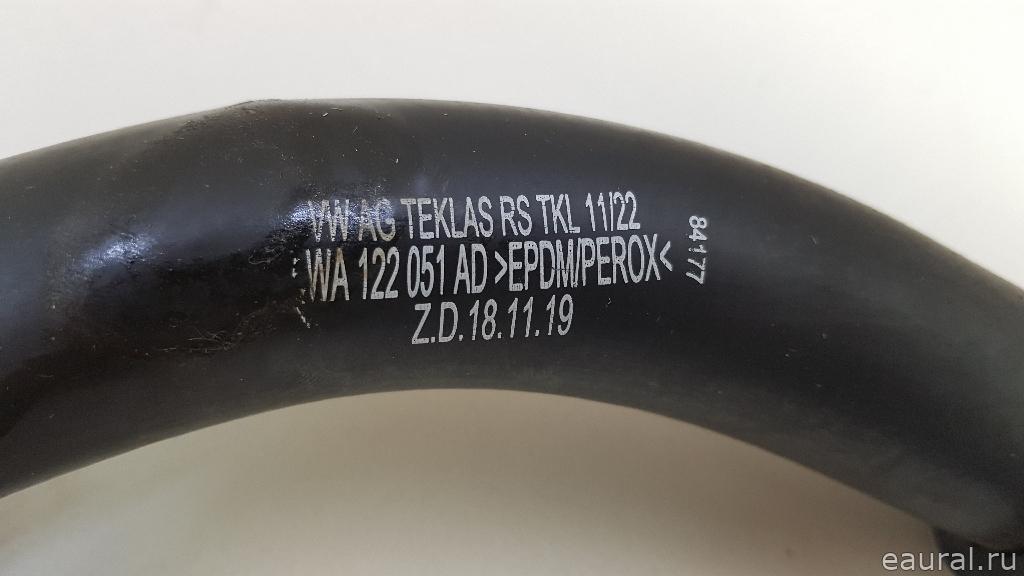 VW AG TEKLAS RS TKL 11/22
WA 122 051 AD >EPDM/PEROX<
Z.D.18.11.19
84177
eaural.ru